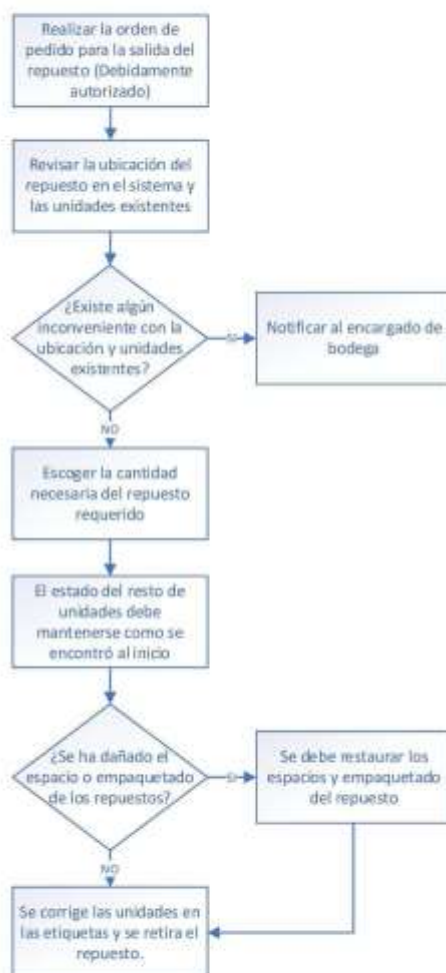 Realizar la orden de
pedido para la salida del
repuesto (Debidamente
autorizado)
Revisar la ubicación del
repuesto en el sistema y
las unidades existentes
¿Existe algún
inconveniente con la
ubicación y unidades
existentes?
SI
Notificar al encargado de
bodega
NO
Escoger la cantidad
necesaria del repuesto
requerido
El estado del resto de
unidades debe
mantenerse como se
encontró al inicio
¿Se ha dañado el
espacio o empaquetado
de los repuestos?
SI
Se debe restaurar los
espacios y empaquetado
del repuesto
NO
Se corrige las unidades en
las etiquetas y se retira el
repuesto.